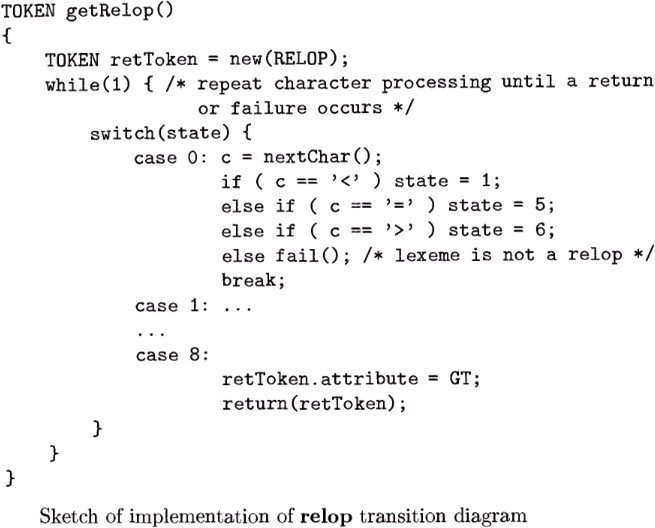 TOKEN getRelop()
{
TOKEN retToken = new(RELOP);
while(1) { /* repeat character processing until a return
or failure occurs */
switch(state) {
case 0: c = nextChar();
if ( c == '<' ) state = 1;
else if ( c == '=' ) state = 5;
else if ( c == '>' ) state = 6;
else fail(); /* lexeme is not a relop */
break;
case 1: ...
...
case 8:
retToken.attribute = GT;
return(retToken);
}
}
}
Sketch of implementation of relop transition diagram